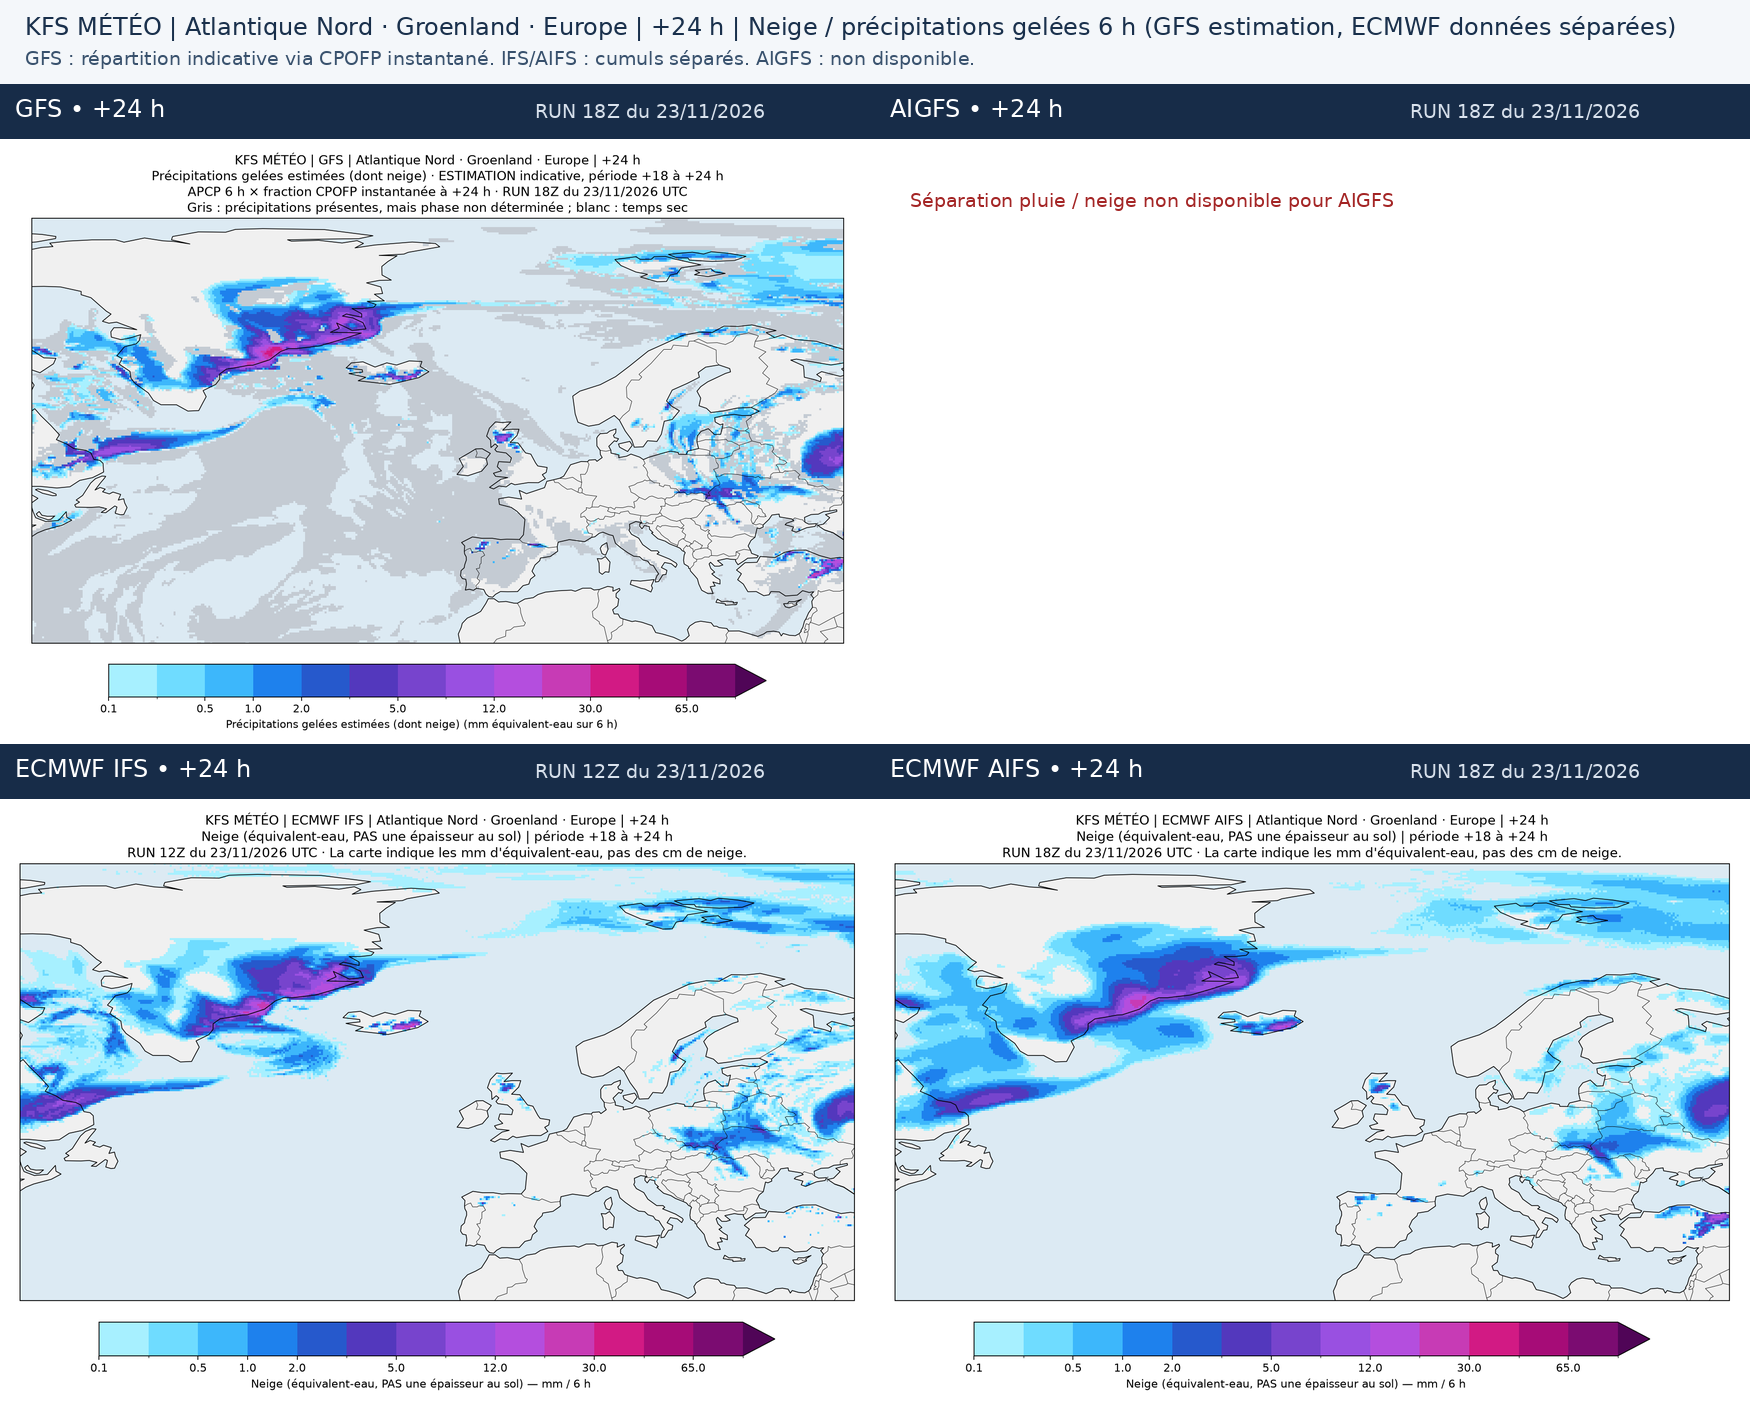 KFS MÉTÉO | Atlantique Nord · Groenland · Europe | +24 h | Neige / précipitations gelées 6 h (GFS estimation, ECMWF données séparées)
GFS : répartition indicative via CPOFP instantané. IFS/AIFS : cumuls séparés. AIGFS : non disponible.
GFS • +24 h
RUN 18Z du 23/11/2026
AIGFS • +24 h
RUN 18Z du 23/11/2026
KFS MÉTÉO | GFS | Atlantique Nord · Groenland · Europe | +24 h
Précipitations gelées estimées (dont neige) · ESTIMATION indicative, période +18 à +24 h
APCP 6 h × fraction CPOFP instantanée à +24 h · RUN 18Z du 23/11/2026 UTC
Gris : précipitations présentes, mais phase non déterminée ; blanc : temps sec
Séparation pluie / neige non disponible pour AIGFS
0.1 0.5 1.0 2.0 5.0 12.0 30.0 65.0
Précipitations gelées estimées (dont neige) (mm équivalent-eau sur 6 h)
ECMWF IFS • +24 h
RUN 12Z du 23/11/2026
ECMWF AIFS • +24 h
RUN 18Z du 23/11/2026
KFS MÉTÉO | ECMWF IFS | Atlantique Nord · Groenland · Europe | +24 h
Neige (équivalent-eau, PAS une épaisseur au sol) | période +18 à +24 h
RUN 12Z du 23/11/2026 UTC · La carte indique les mm d'équivalent-eau, pas des cm de neige.
KFS MÉTÉO | ECMWF AIFS | Atlantique Nord · Groenland · Europe | +24 h
Neige (équivalent-eau, PAS une épaisseur au sol) | période +18 à +24 h
RUN 18Z du 23/11/2026 UTC · La carte indique les mm d'équivalent-eau, pas des cm de neige.
0.1 0.5 1.0 2.0 5.0 12.0 30.0 65.0
Neige (équivalent-eau, PAS une épaisseur au sol) — mm / 6 h
0.1 0.5 1.0 2.0 5.0 12.0 30.0 65.0
Neige (équivalent-eau, PAS une épaisseur au sol) — mm / 6 h